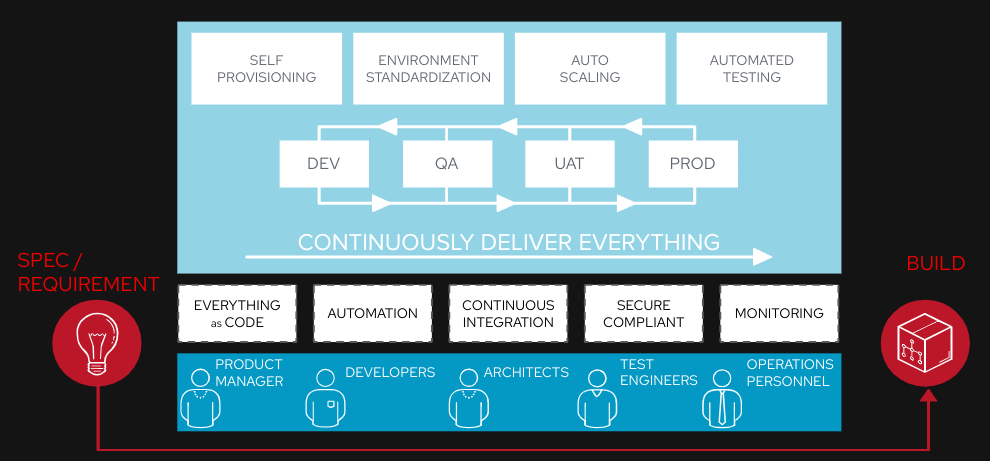 SELF
PROVISIONING
ENVIRONMENT
STANDARDIZATION
AUTO
SCALING
AUTOMATED
TESTING
DEV
QA
UAT
PROD
CONTINUOUSLY DELIVER EVERYTHING
SPEC /
REQUIREMENT
BUILD
EVERYTHING
as CODE
AUTOMATION
CONTINUOUS
INTEGRATION
SECURE
COMPLIANT
MONITORING
PRODUCT
MANAGER
DEVELOPERS
ARCHITECTS
TEST
ENGINEERS
OPERATIONS
PERSONNEL